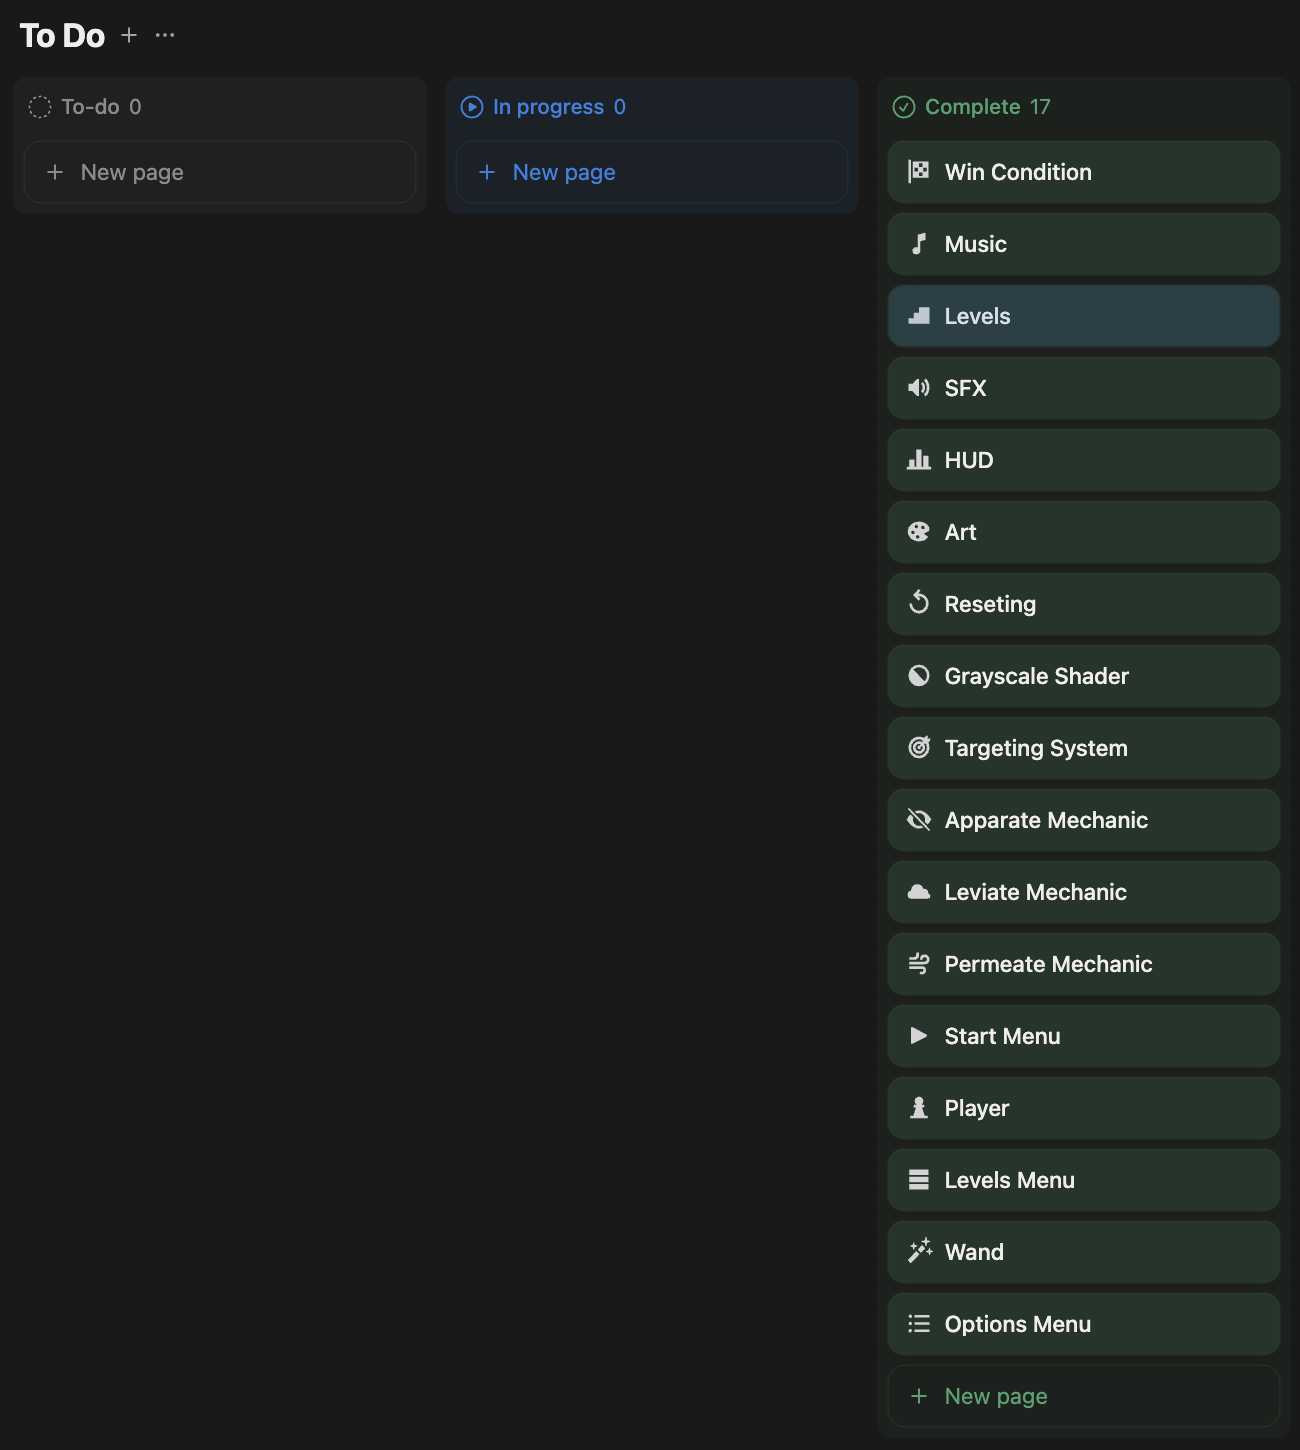 To Do
To-do 0
New page
In progress 0
New page
Complete 17
Win Condition
Music
Levels
SFX
HUD
Art
Reseting
Grayscale Shader
Targeting System
Apparate Mechanic
Leviate Mechanic
Permeate Mechanic
Start Menu
Player
Levels Menu
Wand
Options Menu
New page